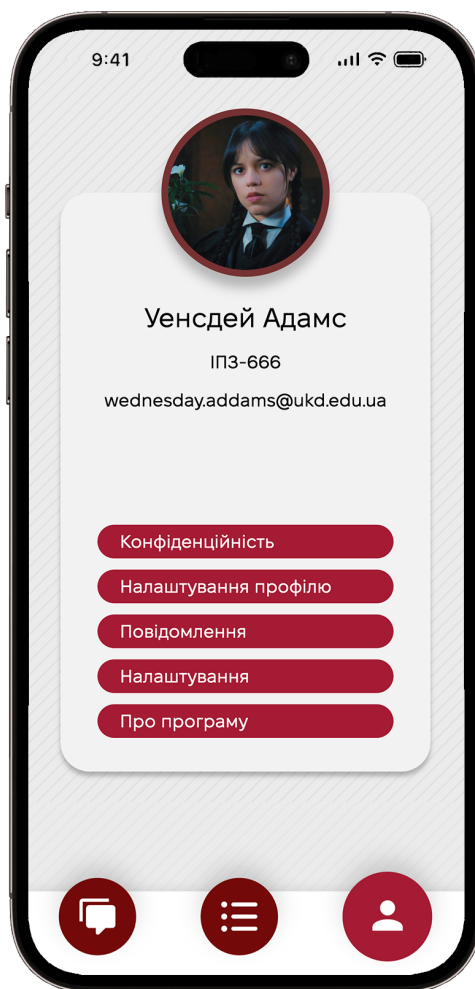 9:41
Уенсдей Адамс
ІПЗ-666
wednesday.addams@ukd.edu.ua
Конфіденційність
Налаштування профілю
Повідомлення
Налаштування
Про програму